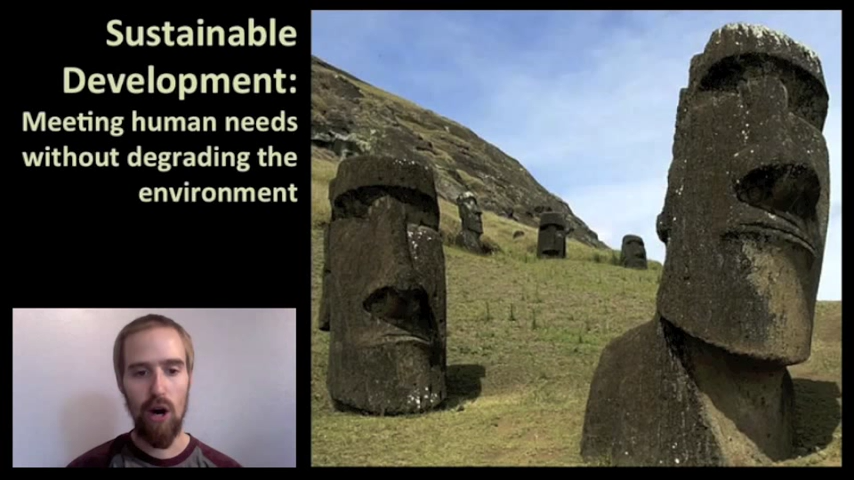 Sustainable
Development:
Meeting human needs
without degrading the
environment